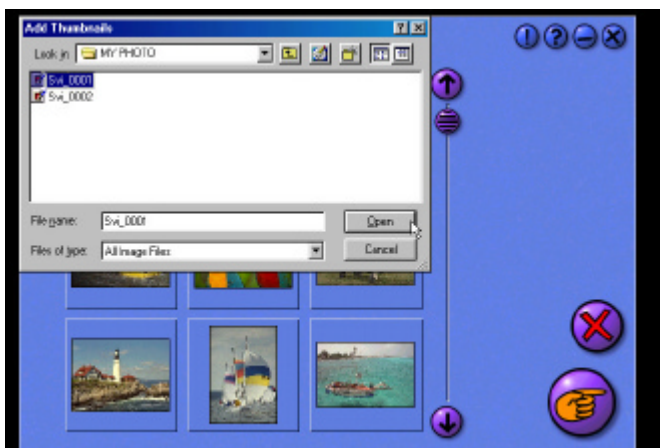 Add Thumbnails
Look in: MY PHOTO
Svi_0001
Svi_0002
File name: Svi_0001
Open
Files of type: All Image Files
Cancel